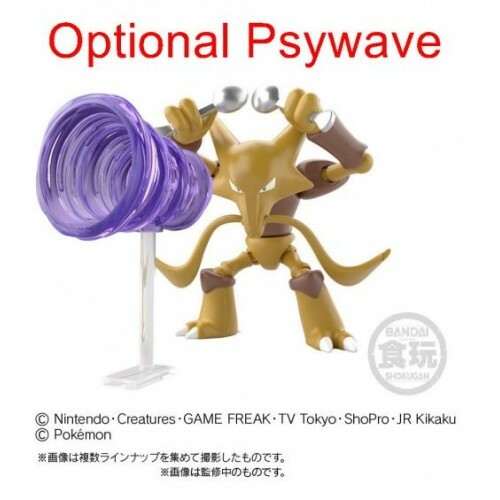 Optional Psywave
BANDAI
食玩
SHOKUGAN
© Nintendo・Creatures・GAME FREAK・TV Tokyo・ShoPro・JR Kikaku
© Pokémon
※画像は複数ラインナップを集めて撮影したものです。
※画像は監修中のものです。